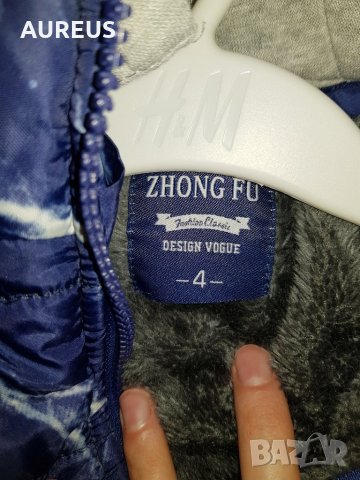 AUREUS
H&M
ZHONG FU
Fashion Classic
DESIGN VOGUE
-4-
BAZAR